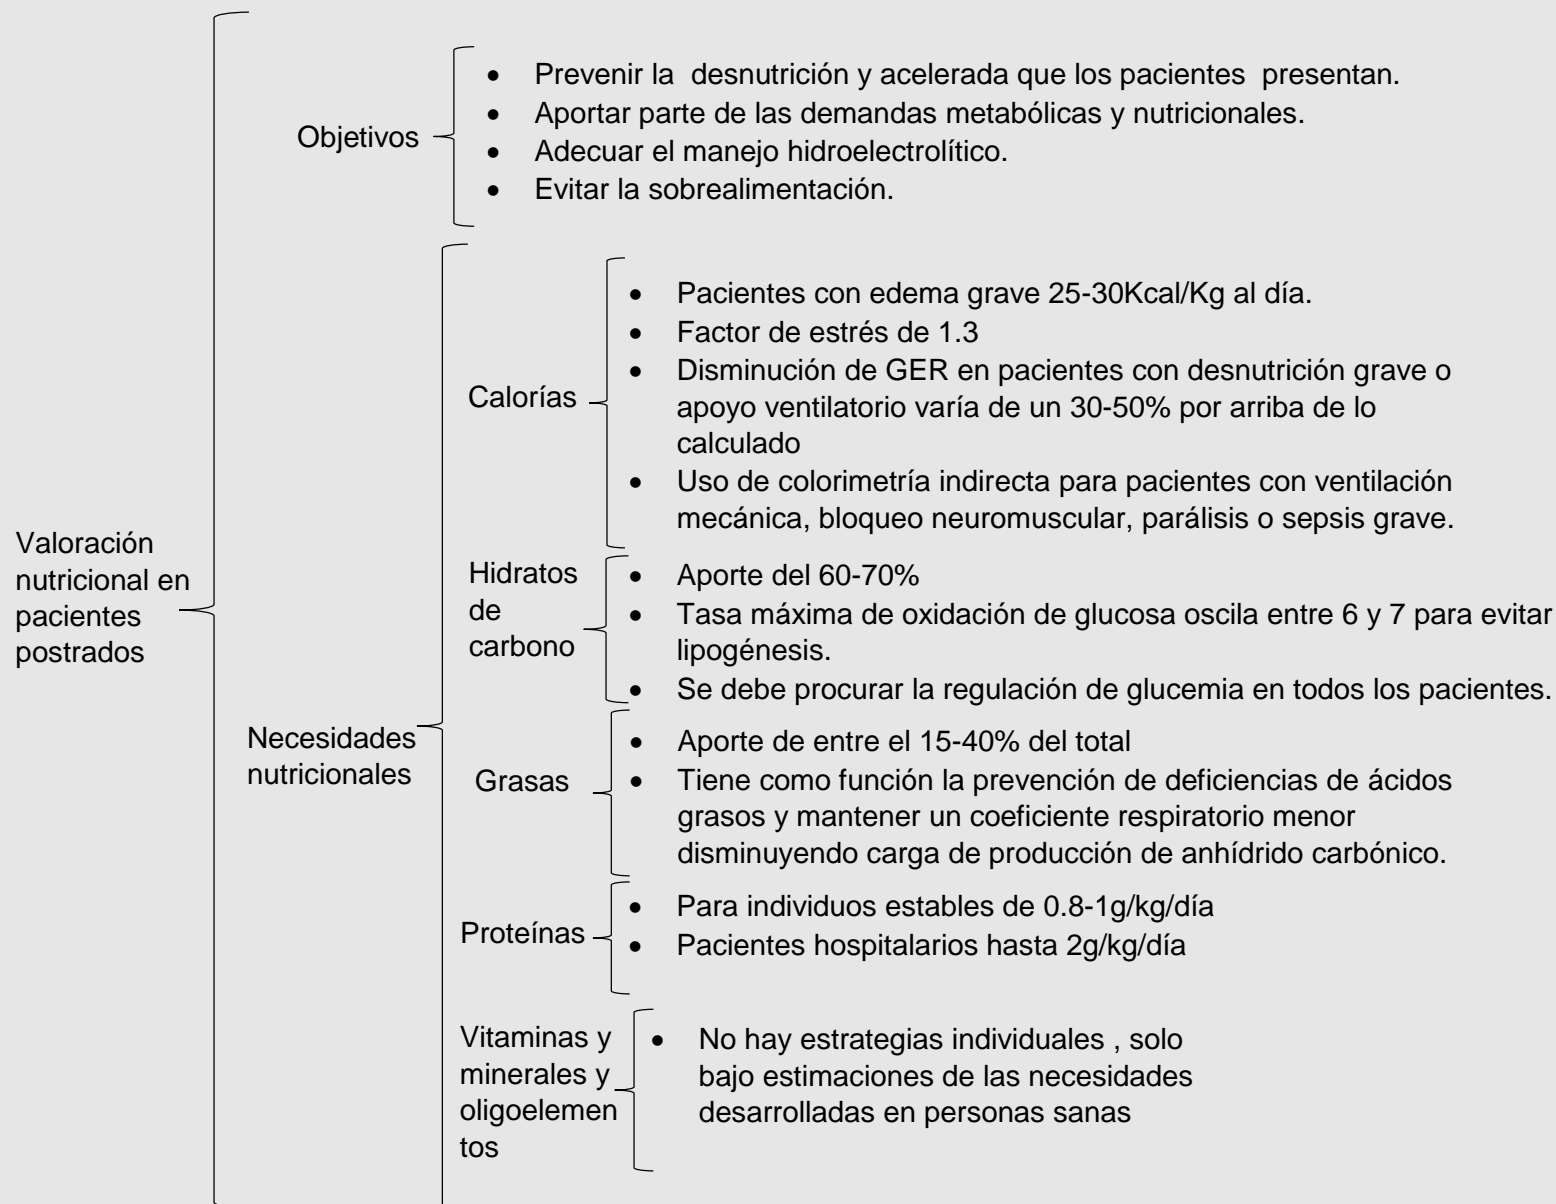 Valoración
nutricional en
pacientes
postrados
Objetivos
• Prevenir la  desnutrición y acelerada que los pacientes  presentan.
• Aportar parte de las demandas metabólicas y nutricionales.
• Adecuar el manejo hidroelectrolítico.
• Evitar la sobrealimentación.
Necesidades
nutricionales
Calorías
• Pacientes con edema grave 25-30Kcal/Kg al día.
• Factor de estrés de 1.3
• Disminución de GER en pacientes con desnutrición grave o
apoyo ventilatorio varía de un 30-50% por arriba de lo
calculado
• Uso de colorimetría indirecta para pacientes con ventilación
mecánica, bloqueo neuromuscular, parálisis o sepsis grave.
Hidratos
de
carbono
• Aporte del 60-70%
• Tasa máxima de oxidación de glucosa oscila entre 6 y 7 para evitar
lipogénesis.
• Se debe procurar la regulación de glucemia en todos los pacientes.
Grasas
• Aporte de entre el 15-40% del total
• Tiene como función la prevención de deficiencias de ácidos
grasos y mantener un coeficiente respiratorio menor
disminuyendo carga de producción de anhídrido carbónico.
Proteínas
• Para individuos estables de 0.8-1g/kg/día
• Pacientes hospitalarios hasta 2g/kg/día
Vitaminas y
minerales y
oligoelemen
tos
• No hay estrategias individuales , solo
bajo estimaciones de las necesidades
desarrolladas en personas sanas